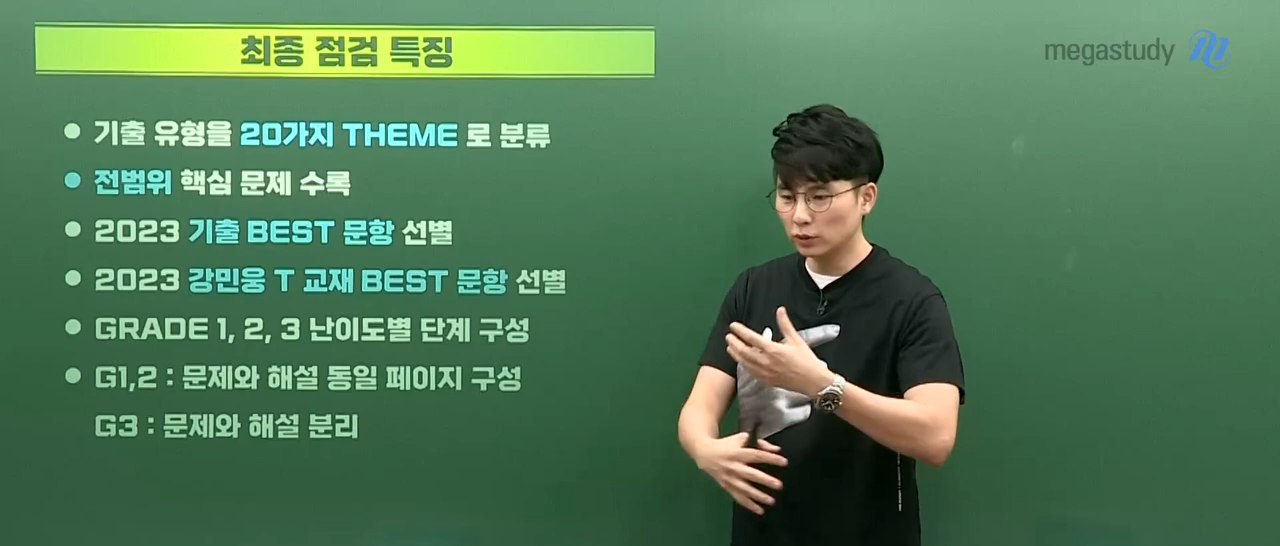 최종 점검 특징
megastudy
기출 유형을 20가지 THEME 로 분류
전범위 핵심 문제 수록
2023 기출 BEST 문항 선별
2023 강민웅 T 교재 BEST 문항 선별
GRADE 1, 2, 3 난이도별 단계 구성
G1,2 : 문제와 해설 동일 페이지 구성
G3 : 문제와 해설 분리